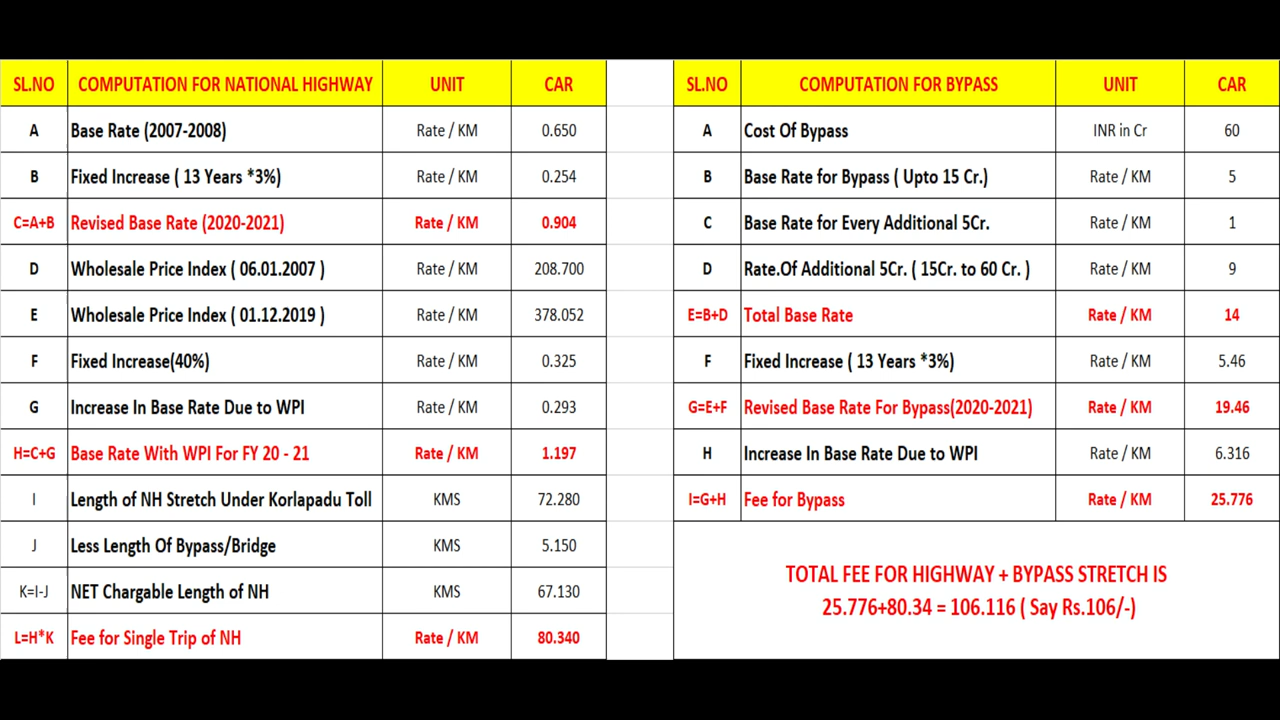 SL.NO COMPUTATION FOR NATIONAL HIGHWAY UNIT CAR
A Base Rate (2007-2008) Rate / KM 0.650
B Fixed Increase ( 13 Years *3%) Rate / KM 0.254
C=A+B Revised Base Rate (2020-2021) Rate / KM 0.904
D Wholesale Price Index ( 06.01.2007 ) Rate / KM 208.700
E Wholesale Price Index ( 01.12.2019 ) Rate / KM 378.052
F Fixed Increase(40%) Rate / KM 0.325
G Increase In Base Rate Due to WPI Rate / KM 0.293
H=C+G Base Rate With WPI For FY 20 - 21 Rate / KM 1.197
I Length of NH Stretch Under Korlapadu Toll KMS 72.280
J Less Length Of Bypass/Bridge KMS 5.150
K=I-J NET Chargable Length of NH KMS 67.130
L=H*K Fee for Single Trip of NH Rate / KM 80.340
SL.NO COMPUTATION FOR BYPASS UNIT CAR
A Cost Of Bypass INR in Cr 60
B Base Rate for Bypass ( Upto 15 Cr.) Rate / KM 5
C Base Rate for Every Additional 5Cr. Rate / KM 1
D Rate.Of Additional 5Cr. ( 15Cr. to 60 Cr. ) Rate / KM 9
E=B+D Total Base Rate Rate / KM 14
F Fixed Increase ( 13 Years *3%) Rate / KM 5.46
G=E+F Revised Base Rate For Bypass(2020-2021) Rate / KM 19.46
H Increase In Base Rate Due to WPI Rate / KM 6.316
I=G+H Fee for Bypass Rate / KM 25.776
TOTAL FEE FOR HIGHWAY + BYPASS STRETCH IS
25.776+80.34 = 106.116 ( Say Rs.106/-)